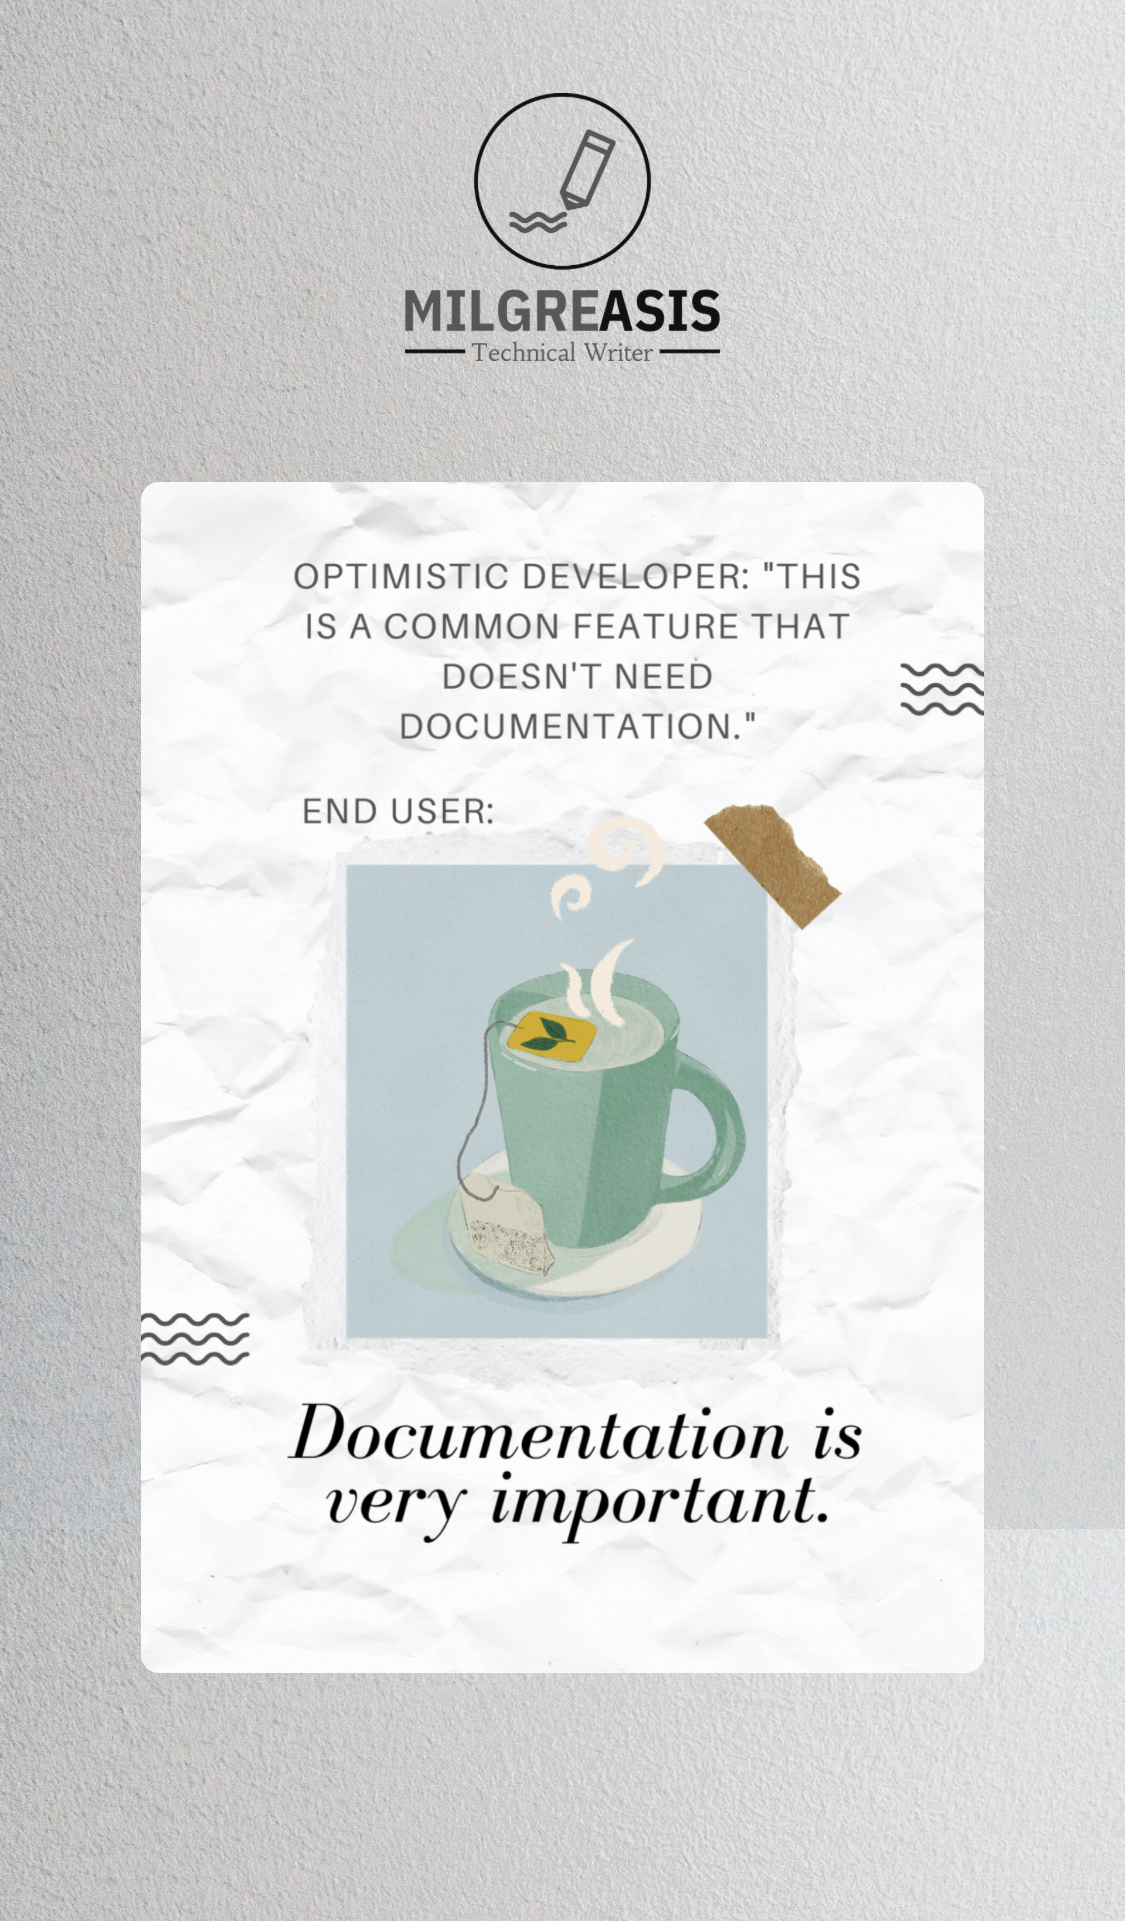 MILGREASIS
Technical Writer
OPTIMISTIC DEVELOPER: "THIS
IS A COMMON FEATURE THAT
DOESN'T NEED
DOCUMENTATION."
END USER:
Documentation is
very important.